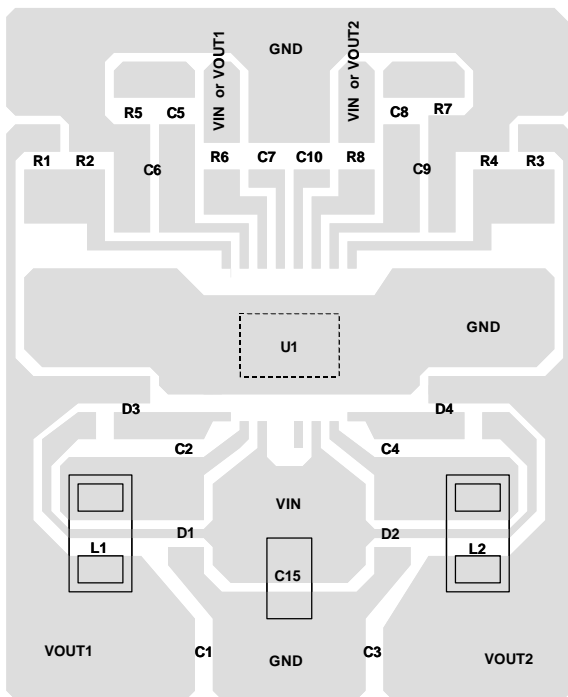 GND
VIN or VOUT1
VIN or VOUT2
R5
C5
C8
R7
R1
R2
C6
R6
C7
C10
R8
C9
R4
R3
U1
GND
D3
D4
C2
C4
VIN
D1
D2
L1
C15
L2
VOUT1
C1
GND
C3
VOUT2